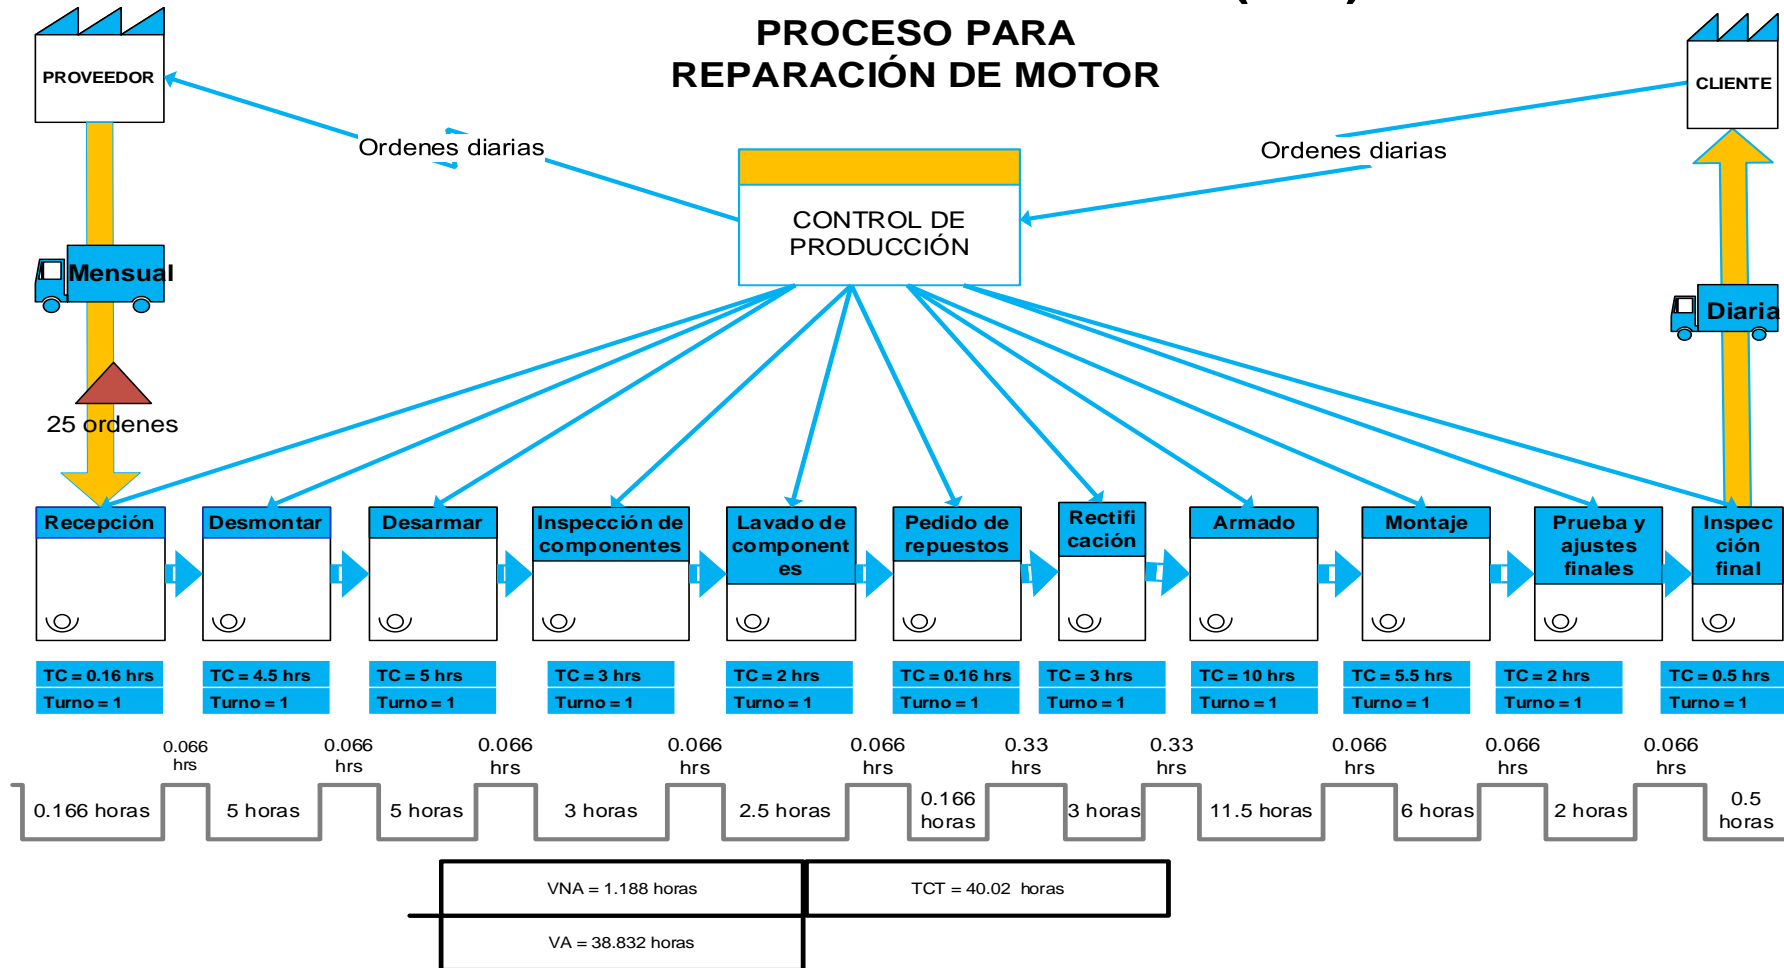 PROCESO PARA
REPARACIÓN DE MOTOR
PROVEEDOR
CLIENTE
Ordenes diarias
Ordenes diarias
CONTROL DE
PRODUCCIÓN
Mensual
Diaria
25 ordenes
Recepción
Desmontar
Desarmar
Inspección de
componentes
Lavado de
component
es
Pedido de
repuestos
Rectifi
cación
Armado
Montaje
Prueba y
ajustes
finales
Inspec
ción
final
TC = 0.16 hrs
Turno = 1
TC = 4.5 hrs
Turno = 1
TC = 5 hrs
Turno = 1
TC = 3 hrs
Turno = 1
TC = 2 hrs
Turno = 1
TC = 0.16 hrs
Turno = 1
TC = 3 hrs
Turno = 1
TC = 10 hrs
Turno = 1
TC = 5.5 hrs
Turno = 1
TC = 2 hrs
Turno = 1
TC = 0.5 hrs
Turno = 1
0.066
hrs
0.066
hrs
0.066
hrs
0.066
hrs
0.066
hrs
0.33
hrs
0.33
hrs
0.066
hrs
0.066
hrs
0.066
hrs
0.166 horas
5 horas
5 horas
3 horas
2.5 horas
0.166
horas
3 horas
11.5 horas
6 horas
2 horas
0.5
horas
VNA = 1.188 horas
TCT = 40.02 horas
VA = 38.832 horas